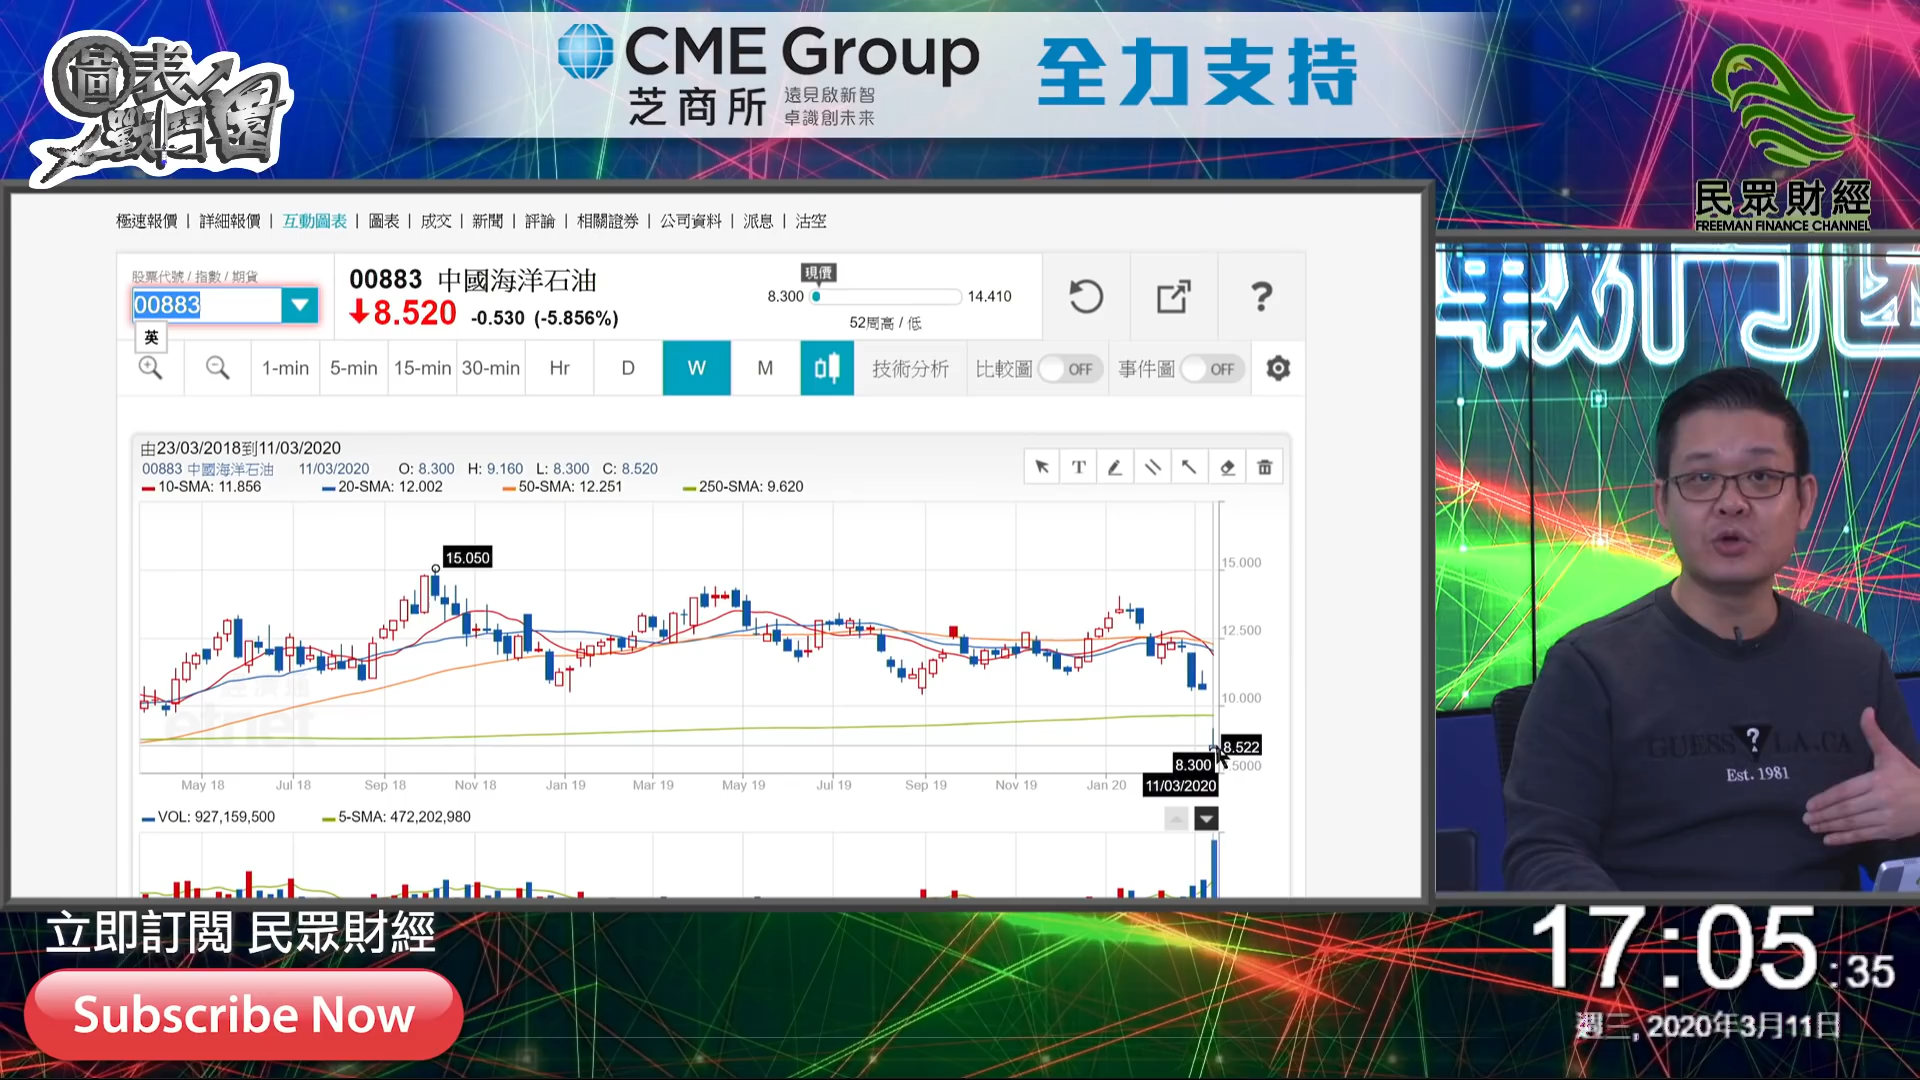 圖表
戰鬥團
CME Group
芝商所
遠見啟新智
卓識創未來
全力支持
民眾財經
FREEMAN FINANCE CHANNEL
極速報價 | 詳細報價 | 互動圖表 | 圖表 | 成交 | 新聞 | 評論 | 相關證券 | 公司資料 | 派息 | 沽空
股票代號 / 指數 / 期貨
00883
英
00883 中國海洋石油
8.520 -0.530 (-5.856%)
現價
8.300 14.410
52周高 / 低
?
1-min 5-min 15-min 30-min Hr D W M 技術分析 比較圖 OFF 事件圖 OFF
由23/03/2018到11/03/2020
00883 中國海洋石油 11/03/2020 O: 8.300 H: 9.160 L: 8.300 C: 8.520
10-SMA: 11.856 20-SMA: 12.002 50-SMA: 12.251 250-SMA: 9.620
T
15.050
15.000
12.500
10.000
8.522
8.300
5000
經濟通
etnet
May 18 Jul 18 Sep 18 Nov 18 Jan 19 Mar 19 May 19 Jul 19 Sep 19 Nov 19 Jan 20 11/03/2020
VOL: 927,159,500 5-SMA: 472,202,980
戰鬥團
GUESS ? LA.CA
Est. 1981
立即訂閱 民眾財經
Subscribe Now
17:05:35
週三, 2020年3月11日